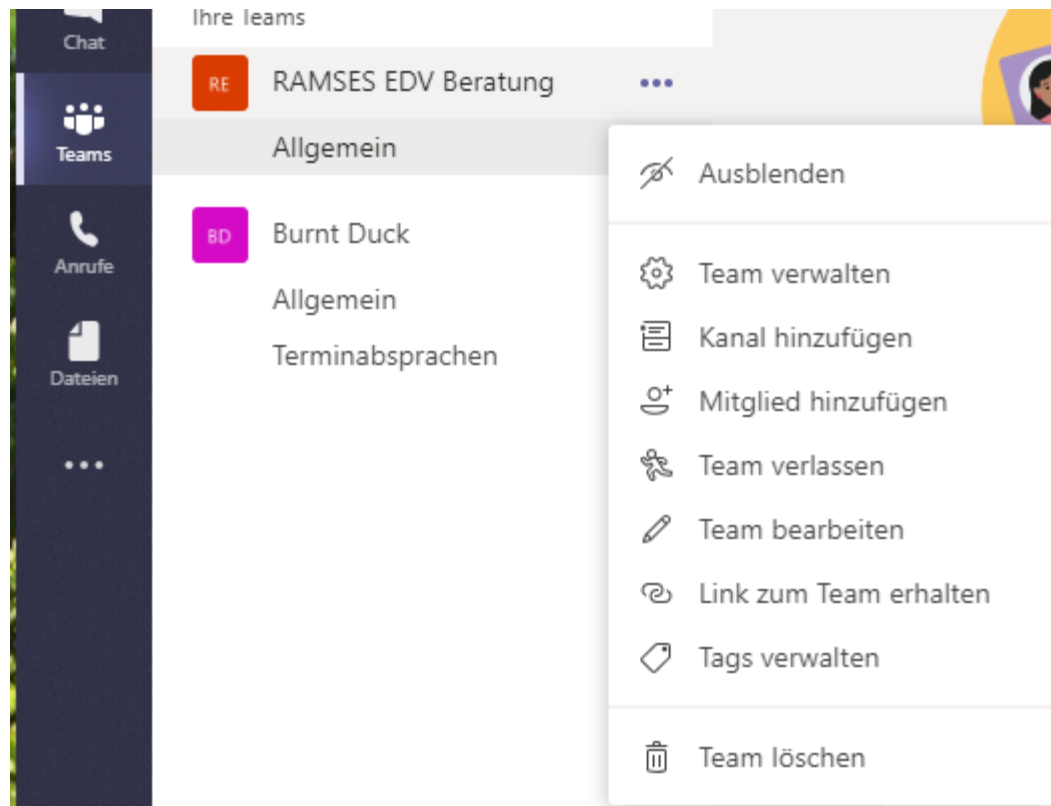 Chat
Teams
Anrufe
Dateien
Ihre Teams
RE
RAMSES EDV Beratung
Allgemein
BD
Burnt Duck
Allgemein
Terminabsprachen
Ausblenden
Team verwalten
Kanal hinzufügen
Mitglied hinzufügen
Team verlassen
Team bearbeiten
Link zum Team erhalten
Tags verwalten
Team löschen